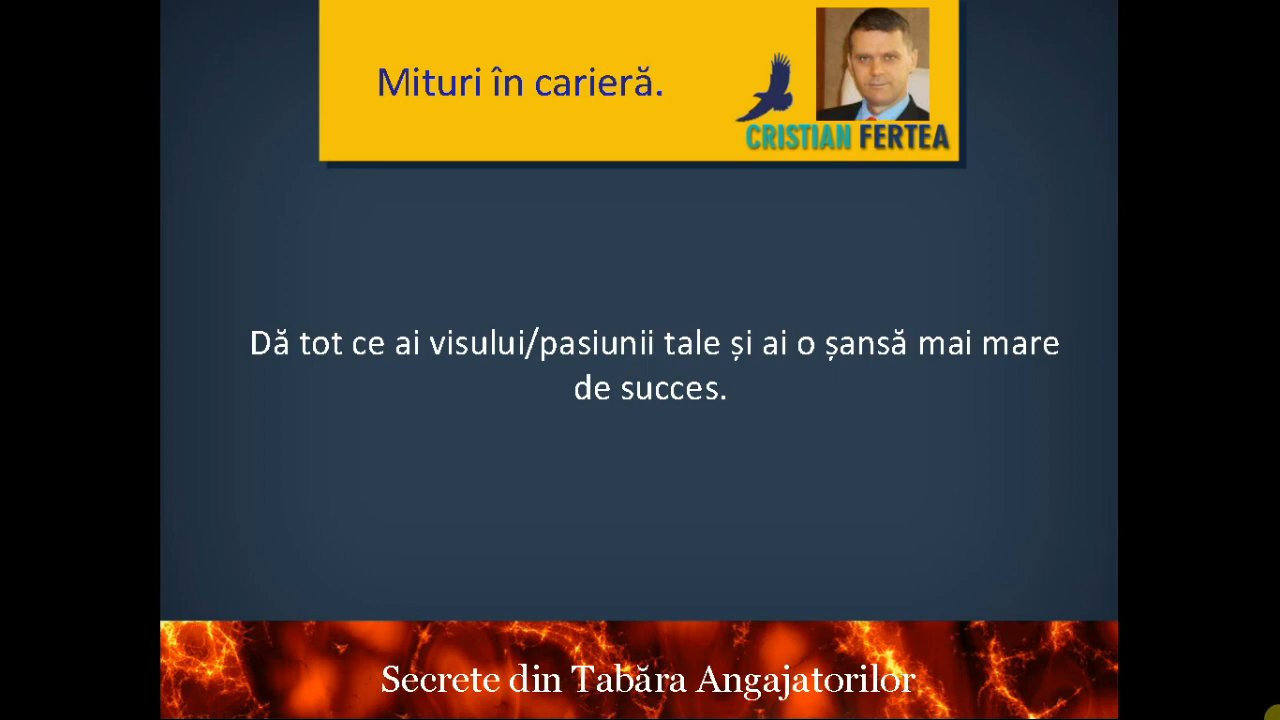 Mituri în carieră.
CRISTIAN FERTEA
Dă tot ce ai visului/pasiunii tale și ai o șansă mai mare
de succes.
Secrete din Tabăra Angajatorilor